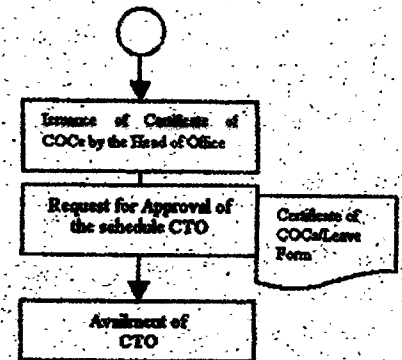 Issuance of Certificate of
COCs by the Head of Office
Request for Approval of
the schedule CTO
Certificate of
COCs/Leave
Form
Availment of
CTO